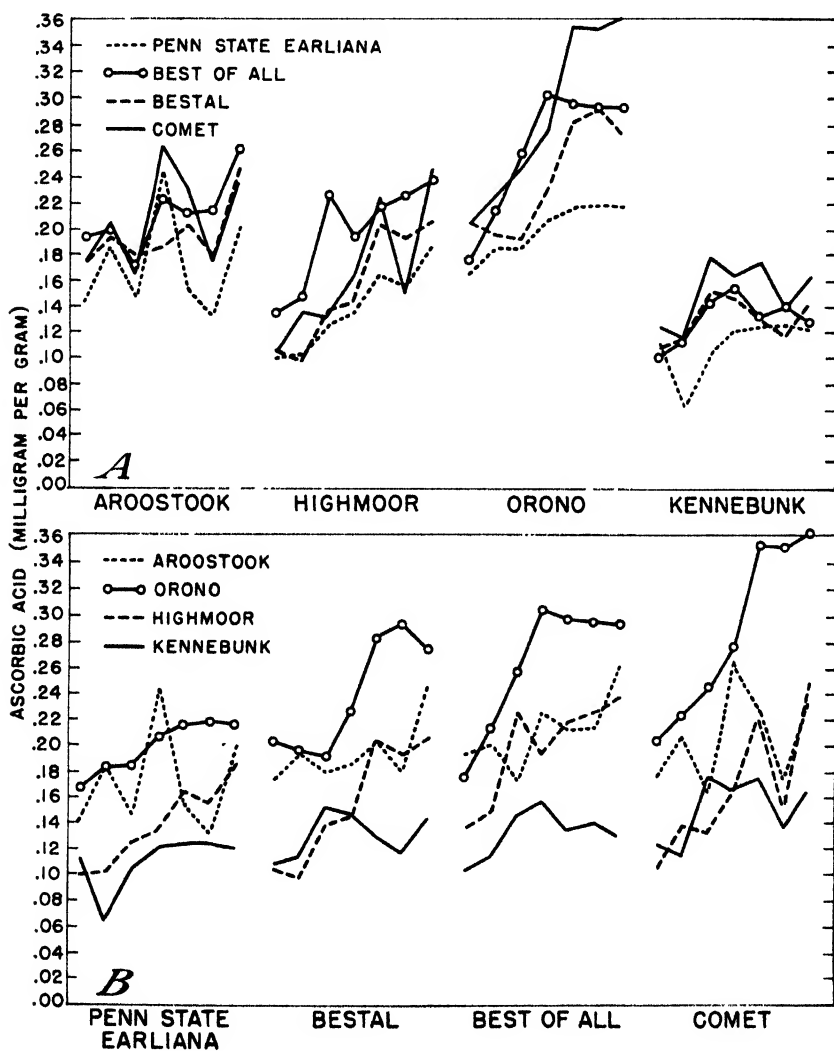 ASCORBIC ACID (MILLIGRAM PER GRAM)
.36
.34
.32
.30
.28
.26
.24
.22
.20
.18
.16
.14
.12
.10
.08
.06
.04
.02
.00
PENN STATE EARLIANA
BEST OF ALL
BESTAL
COMET
A
AROOSTOOK HIGHMOOR ORONO KENNEBUNK
.36
.34
.32
.30
.28
.26
.24
.22
.20
.18
.16
.14
.12
.10
.08
.06
.04
.02
.00
AROOSTOOK
ORONO
HIGHMOOR
KENNEBUNK
B
PENN STATE EARLIANA
BESTAL
BEST OF ALL
COMET